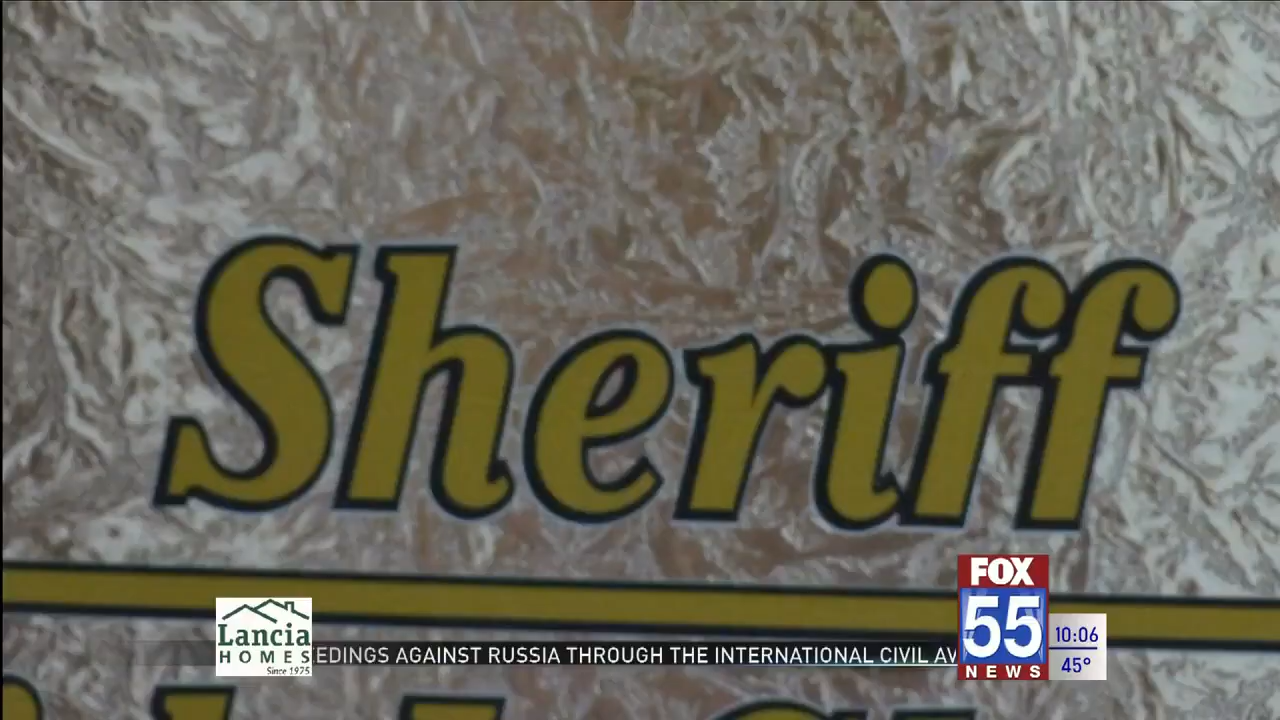 Sheriff
FOX
55
NEWS
10:06
45°
Lancia
HOMES
Since 1975
EDINGS AGAINST RUSSIA THROUGH THE INTERNATIONAL CIVIL AV